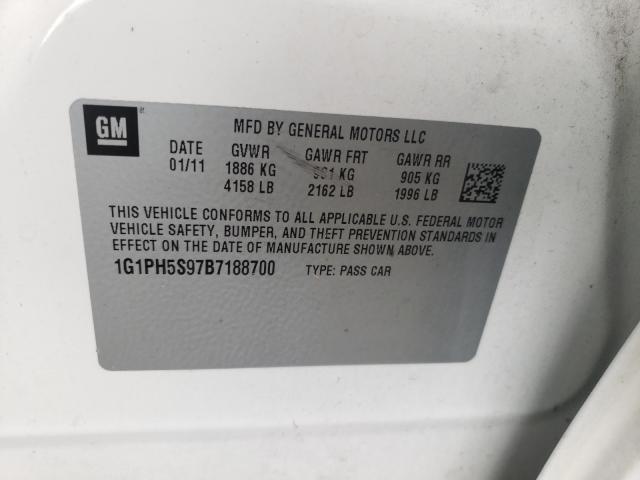 GM
MFD BY GENERAL MOTORS LLC
DATE GVWR GAWR FRT GAWR RR
01/11 1886 KG 981 KG 905 KG
4158 LB 2162 LB 1996 LB
THIS VEHICLE CONFORMS TO ALL APPLICABLE U.S. FEDERAL MOTOR
VEHICLE SAFETY, BUMPER, AND THEFT PREVENTION STANDARDS IN
EFFECT ON THE DATE OF MANUFACTURE SHOWN ABOVE.
1G1PH5S97B7188700 TYPE: PASS CAR